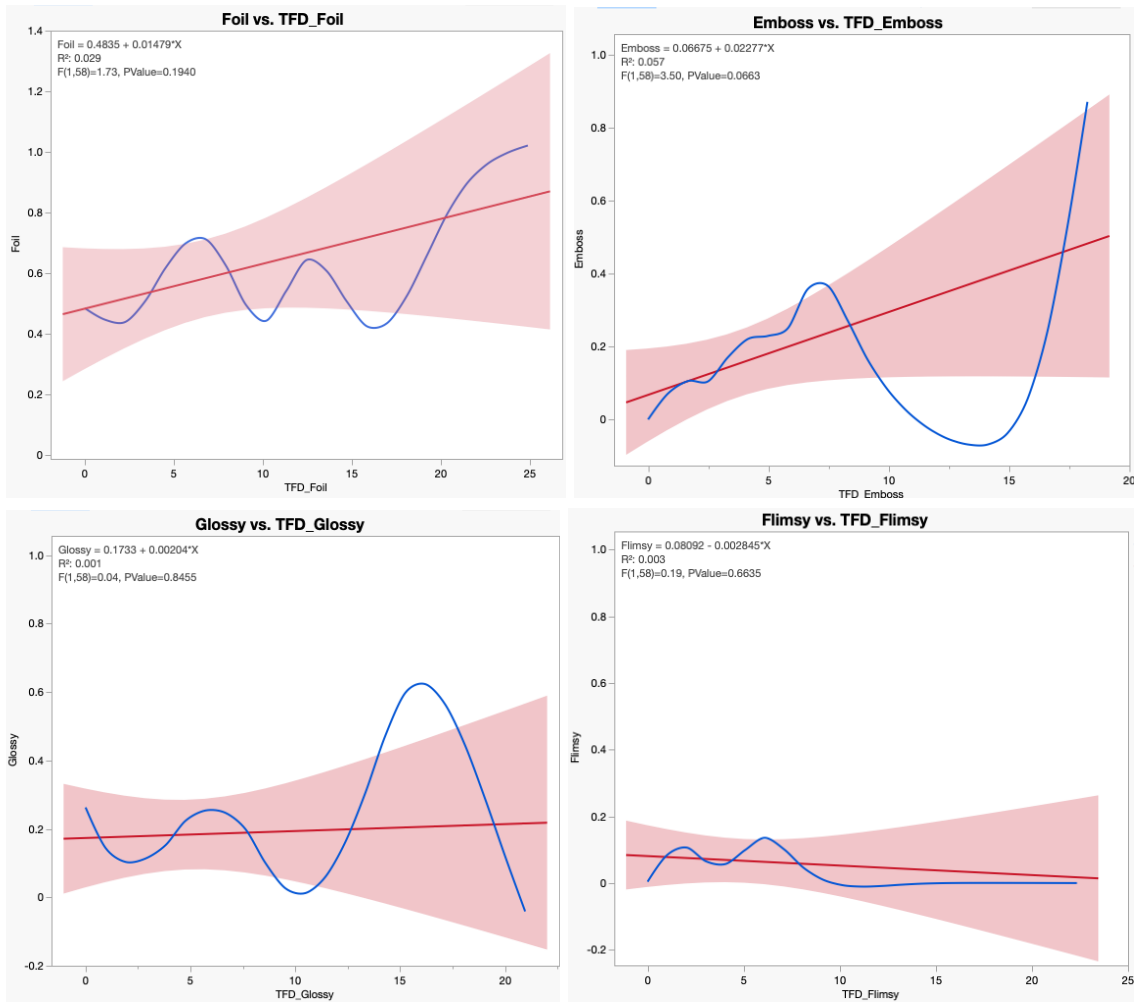 Foil vs. TFD_Foil
Foil = 0.4835 + 0.01479*X
R²: 0.029
F(1,58)=1.73, PValue=0.1940
1.4
1.2
1.0
0.8
0.6
0.4
0.2
0
Foil
0 5 10 15 20 25
TFD_Foil
Emboss vs. TFD_Emboss
Emboss = 0.06675 + 0.02277*X
R²: 0.057
F(1,58)=3.50, PValue=0.0663
1.0
0.8
0.6
0.4
0.2
0
Emboss
0 5 10 15 20
TFD_Emboss
Glossy vs. TFD_Glossy
Glossy = 0.1733 + 0.00204*X
R²: 0.001
F(1,58)=0.04, PValue=0.8455
1.0
0.8
0.6
0.4
0.2
0
-0.2
Glossy
0 5 10 15 20
TFD_Glossy
Flimsy vs. TFD_Flimsy
Flimsy = 0.08092 - 0.002845*X
R²: 0.003
F(1,58)=0.19, PValue=0.6635
1.0
0.8
0.6
0.4
0.2
0
-0.2
Flimsy
0 5 10 15 20 25
TFD_Flimsy